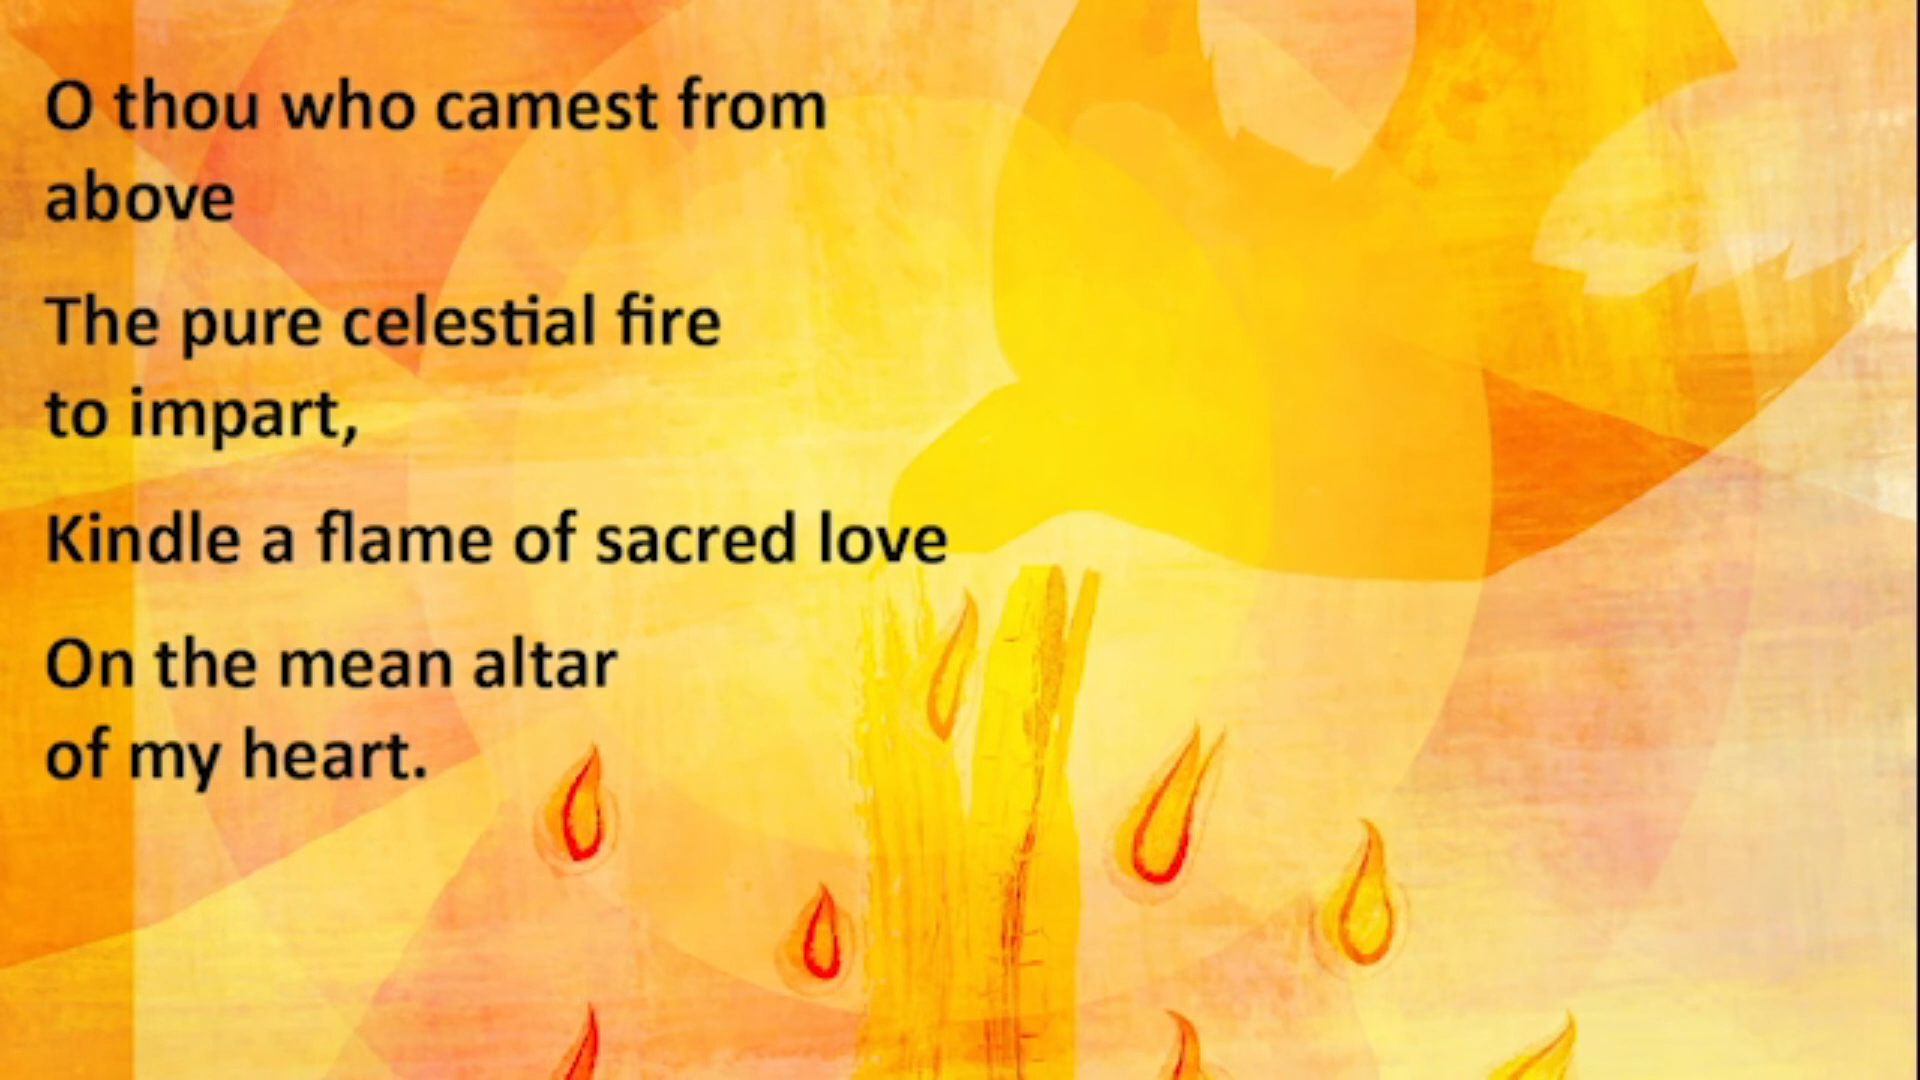 O thou who camest from
above
The pure celestial fire
to impart,
Kindle a flame of sacred love
On the mean altar
of my heart.